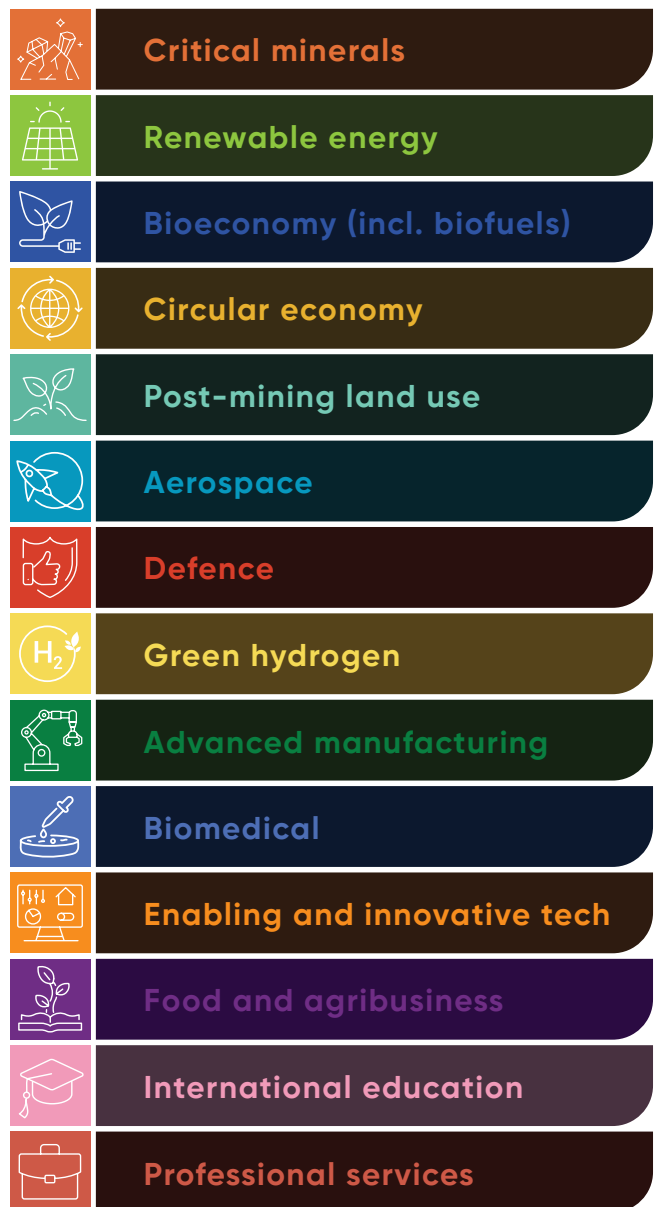 Critical minerals
Renewable energy
Bioeconomy (incl. biofuels)
Circular economy
Post-mining land use
Aerospace
Defence
H2
Green hydrogen
Advanced manufacturing
Biomedical
Enabling and innovative tech
Food and agribusiness
International education
Professional services